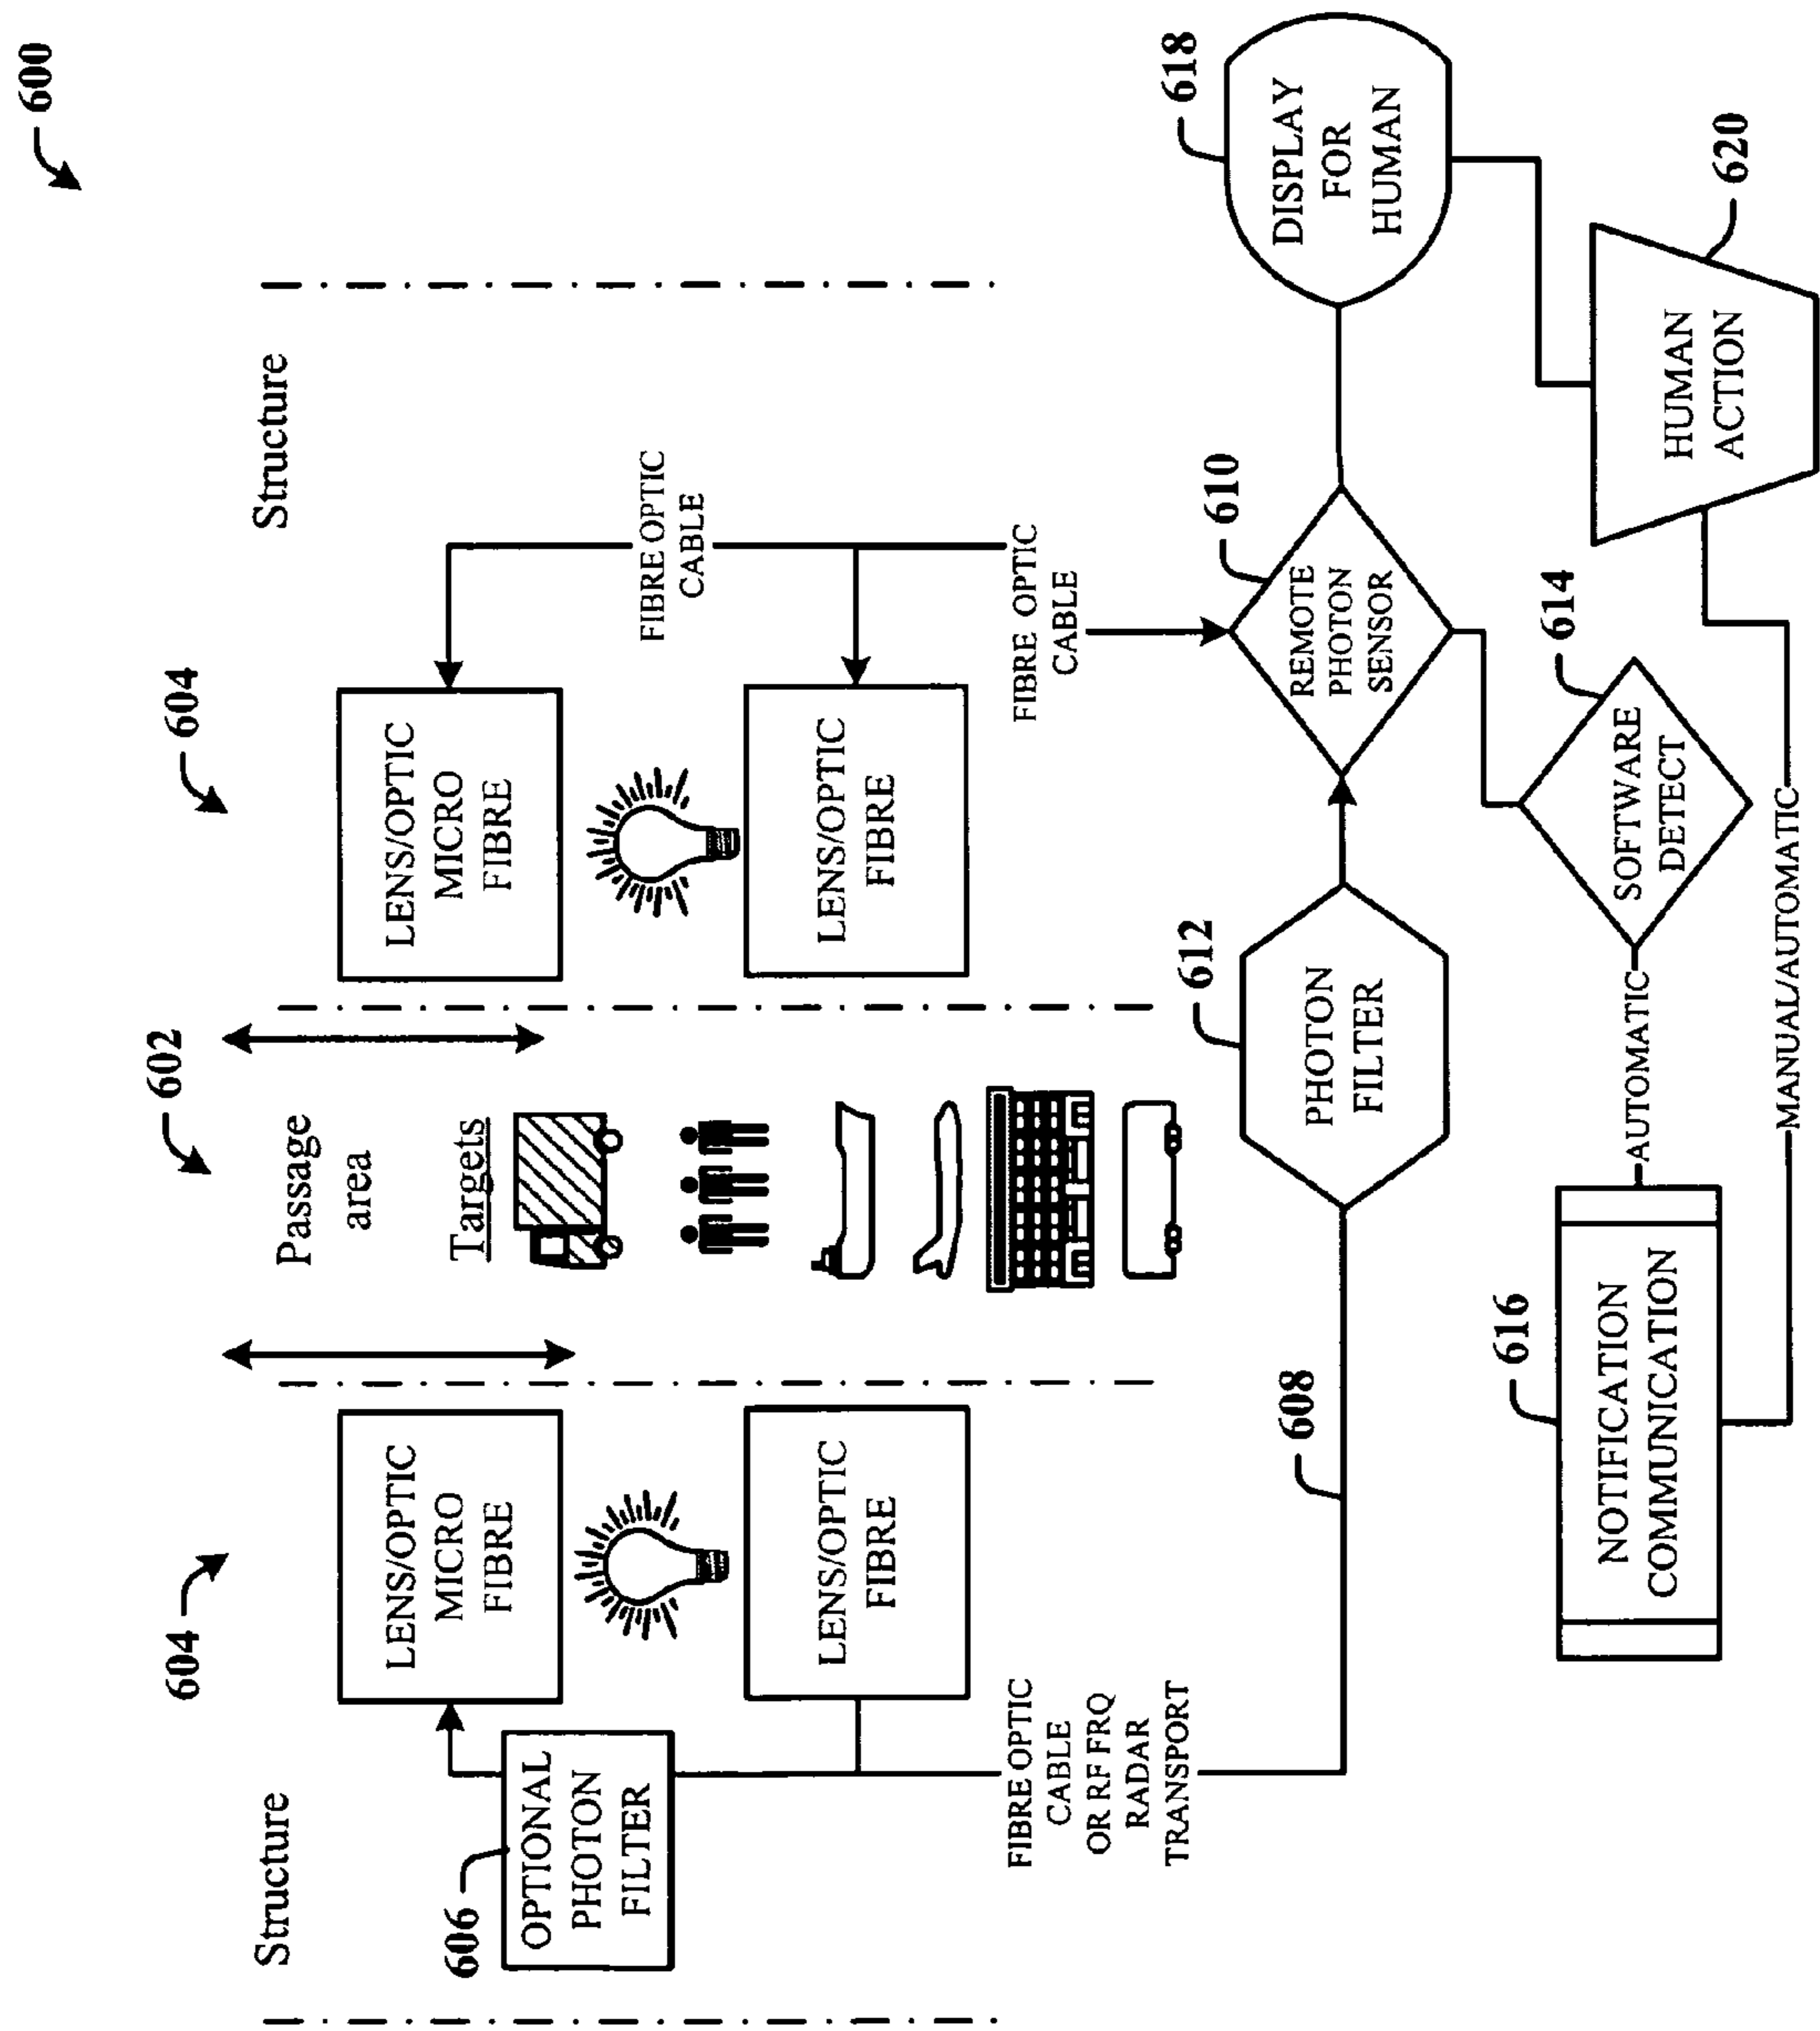 600
604
602
604
Structure
Passage
area
Structure
Targets
606
OPTIONAL
PHOTON
FILTER
LENS/OPTIC
MICRO
FIBRE
LENS/OPTIC
MICRO
FIBRE
FIBRE OPTIC
CABLE
LENS/OPTIC
FIBRE
LENS/OPTIC
FIBRE
FIBRE OPTIC
CABLE
OR RF FRQ
RADAR
TRANSPORT
FIBRE OPTIC
CABLE
608
612
PHOTON
FILTER
610
REMOTE
PHOTON
SENSOR
618
DISPLAY
FOR
HUMAN
616
NOTIFICATION
COMMUNICATION
AUTOMATIC
614
SOFTWARE
DETECT
620
HUMAN
ACTION
MANUAL/AUTOMATIC